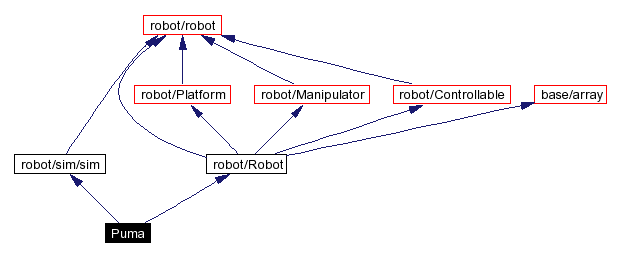 robot/robot
robot/Platform
robot/Manipulator
robot/Controllable
base/array
robot/sim/sim
robot/Robot
Puma